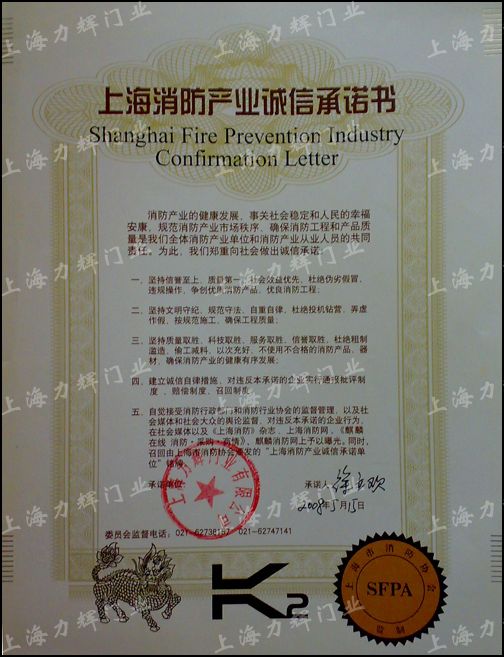 上海消防产业诚信承诺书
Shanghai Fire Prevention Industry
Confirmation Letter
消防产业的健康发展、事关社会稳定和人民的幸福
安康，规范消防产业市场秩序、确保消防工程和产品质
量是我们全体消防产业单位和消防产业从业人员的共同
责任。为此，我们郑重向社会做出诚信承诺：
一、坚持信誉至上、质量第一、社会效益优先、杜绝伪劣假冒、
违规操作、争创优质消防产品，优良消防工程；
二、坚持文明守纪、规范守法、自重自律、杜绝投机钻营、弄虚
作假、按规范施工、确保工程质量；
三、坚持质量取胜、科技取胜、服务取胜、信誉取胜、杜绝粗制
滥造、偷工减料、以次充好、不使用不合格的消防产品、器
材、确保消防产业的健康有序发展；
四、建立诚信自律措施、对违反本承诺的企业实行通报批评制度
、赔偿制度、召回制度
五、自觉接受消防行政部门和消防行业协会的监督管理、以及社
会媒体和社会大众的舆论监督、对违反本承诺的企业行为，
在社会媒体以及《上海消防》杂志、上海消防网、《麒麟
在线 消防·采购·商情》、麒麟消防网上予以曝光。同时，
召回由上海市消防协会颁发的“上海消防产业诚信承诺单
位”铭牌
承诺单位
承诺人
2008年5月15日
上海力辉门业有限公司
委员会监督电话：021-62738157 021-62747141
K2
上海市消防协会
SFPA
监制
上海力辉门业